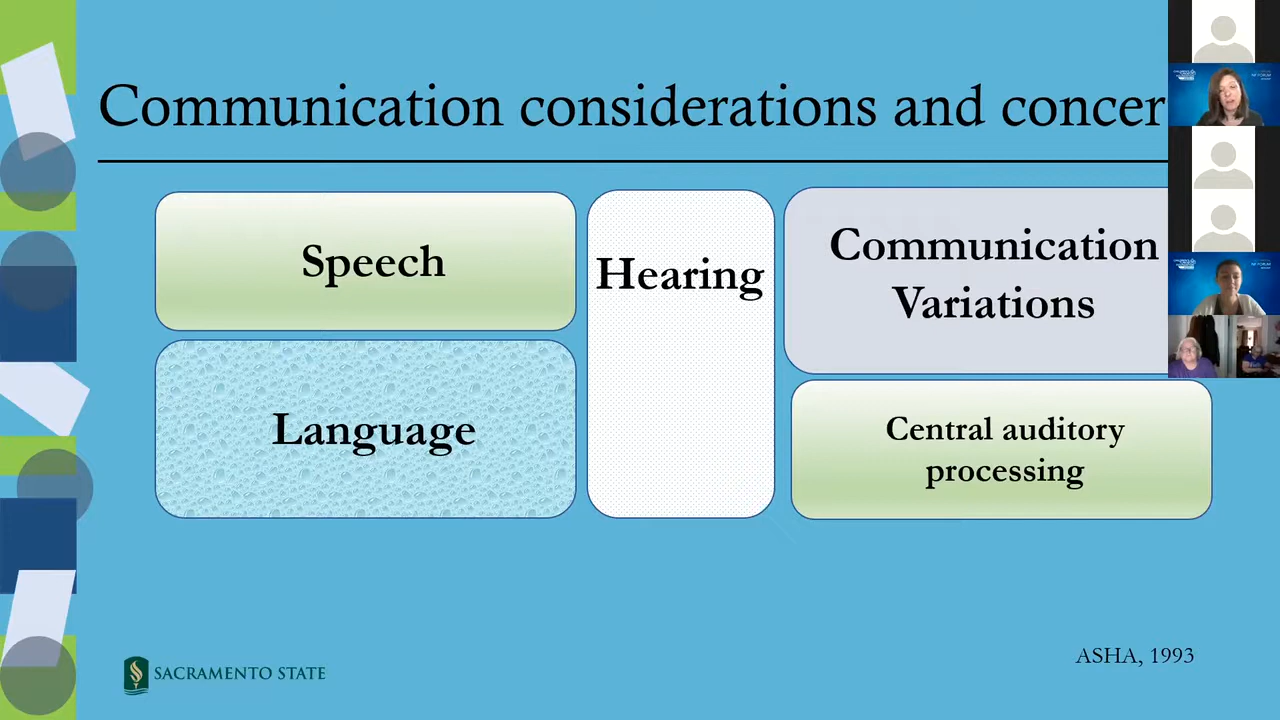 Communication considerations and concer
Speech
Hearing
Communication
Variations
Language
Central auditory
processing
ASHA, 1993
SACRAMENTO STATE